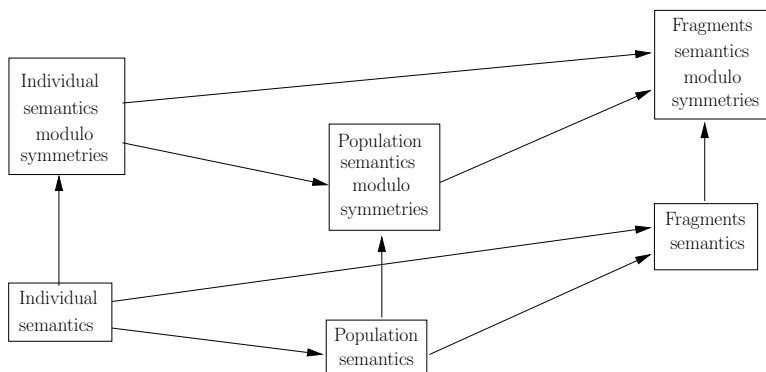 Fragments
semantics
modulo
symmetries
Individual
semantics
modulo
symmetries
Population
semantics
modulo
symmetries
Fragments
semantics
Individual
semantics
Population
semantics